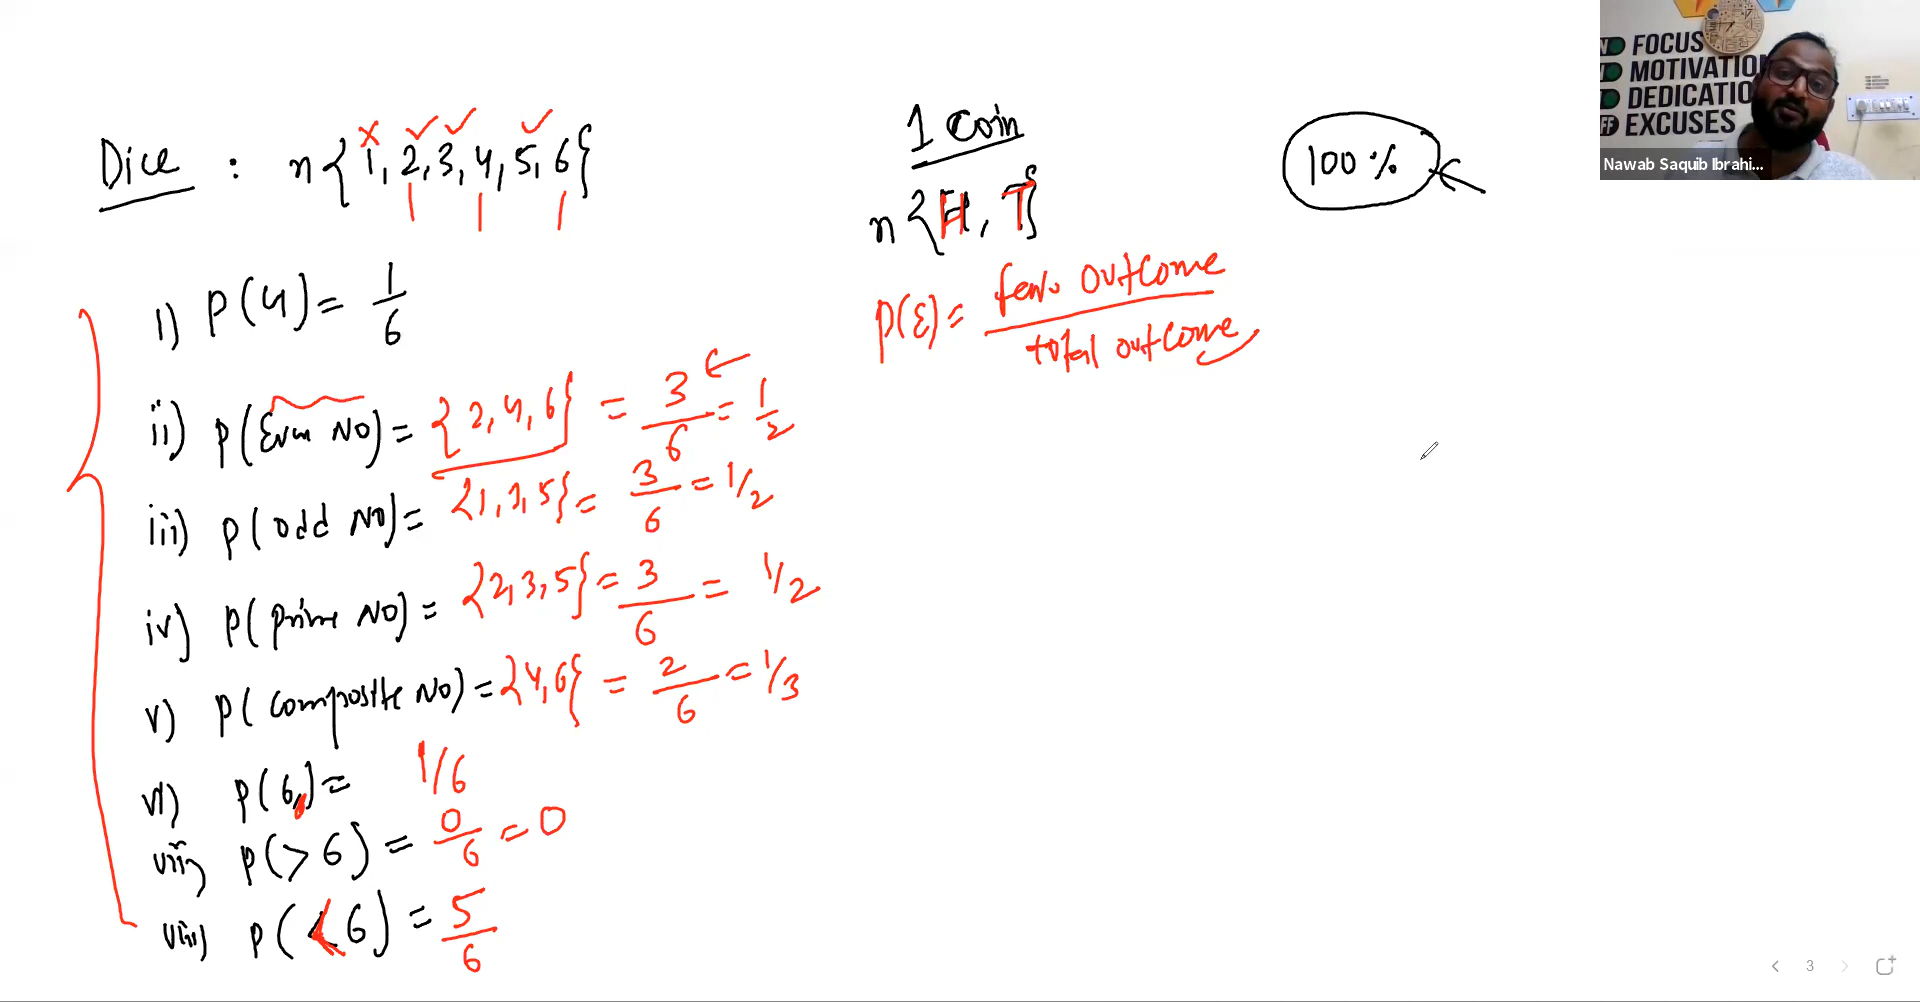 Dice : n{1, 2, 3, 4, 5, 6}
i) P(4) = 1/6
ii) P(Even NO) = {2, 4, 6} = 3/6 = 1/2
iii) P(odd NO) = {1, 3, 5} = 3/6 = 1/2
iv) P(prime NO) = {2, 3, 5} = 3/6 = 1/2
v) P(composite NO) = {4, 6} = 2/6 = 1/3
vi) P(6) = 1/6
vii) P(>6) = 0/6 = 0
viii) P(<6) = 5/6
1 Coin
n{H, T}
P(E) = fav. outcome / total outcome
100 %
FOCUS
MOTIVATIO
DEDICATIO
EXCUSES
Nawab Saquib Ibrahi...
3